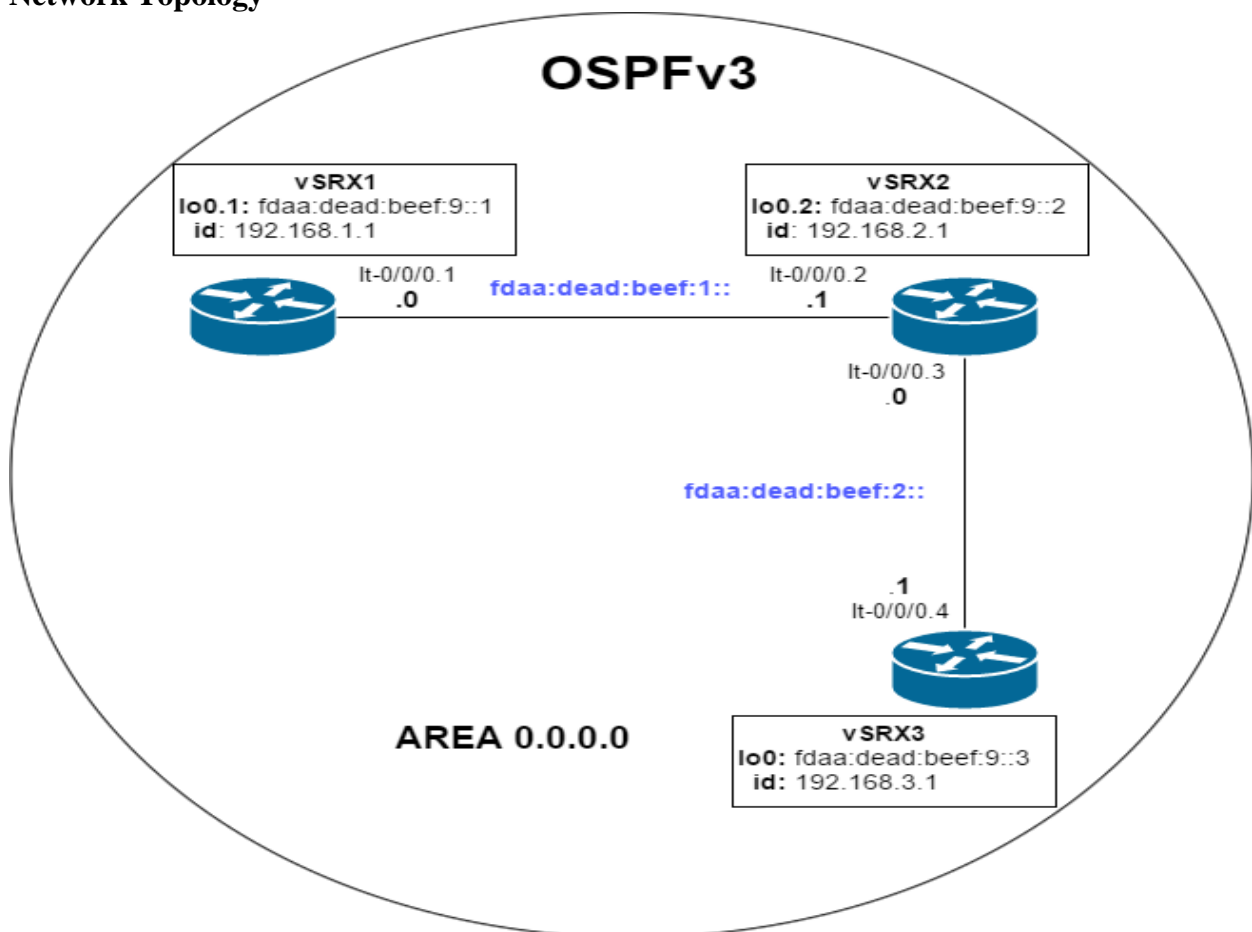 Network Topology
OSPFv3
vSRX1
lo0.1: fdaa:dead:beef:9::1
id: 192.168.1.1
vSRX2
lo0.2: fdaa:dead:beef:9::2
id: 192.168.2.1
lt-0/0/0.1
.0
fdaa:dead:beef:1::
lt-0/0/0.2
.1
lt-0/0/0.3
.0
fdaa:dead:beef:2::
.1
lt-0/0/0.4
AREA 0.0.0.0
vSRX3
lo0: fdaa:dead:beef:9::3
id: 192.168.3.1